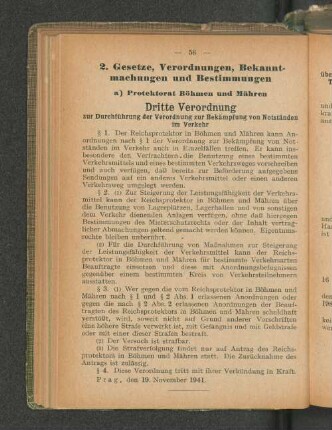 — 56 —
2. Gesetze, Verordnungen, Bekannt-
machungen und Bestimmungen
a) Protektorat Böhmen und Mähren
Dritte Verordnung
zur Durchführung der Verordnung zur Bekämpfung von Notständen
im Verkehr
§ 1. Der Reichsprotektor in Böhmen und Mähren kann An-
ordnungen nach § 1 der Verordnung zur Bekämpfung von Not-
ständen im Verkehr auch in Einzelfällen treffen. Er kann ins-
besondere den Vertrachtern die Benutzung eines bestimmten
Verkehrsmittels und eines bestimmten Verkehrsweges vorschreiben
und auch verfügen, daß bereits zur Beförderung aufgegebene
Sendungen auf ein anderes Verkehrsmittel oder einen anderen
Verkehrsweg umbehandelt werden.
§ 2. (1) Zur Steigerung der Leistungsfähigkeit der Verkehrs-
mittel kann der Reichsprotektor in Böhmen und Mähren über
die Benutzung von Lagerplätzen, Lagerhallen und von sonstigen
dem Verkehr dienenden Anlagen verfügen, ohne daß hiergegen
Bestimmungen des Mieterschutzrechts oder der Inhalt vertrag-
licher Abmachungen geltend gemacht werden können. Eigentums-
rechte bleiben unberührt.
(2) Für die Durchführung von Maßnahmen zur Steigerung
der Leistungsfähigkeit der Verkehrsmittel kann der Reichs-
protektor in Böhmen und Mähren für bestimmte Verkehrsarten
Beauftragte einsetzen und diese mit Anordnungsbefugnissen
gegenüber einem bestimmten Kreis von Verkehrsteilnehmern
ausstatten.
§ 3. (1) Wer gegen die vom Reichsprotektor in Böhmen und
Mähren nach § 1 und § 2 Abs. 1 erlassenen Anordnungen oder
gegen die nach § 2 Abs. 2 erlassenen Anordnungen der Beauf-
tragten des Reichsprotektors in Böhmen und Mähren schuldhaft
verstößt, wird, soweit nicht auf Grund anderer Vorschriften eine
höhere Strafe verwirkt ist, mit Gefängnis und mit Geldstrafe
oder mit einer dieser Strafen bestraft.
(2) Der Versuch ist strafbar.
(3) Die Strafverfolgung findet nur auf Antrag des Reichs-
protektors in Böhmen und Mähren statt. Die Zurücknahme des
Antrags ist zulässig.
§ 4. Diese Verordnung tritt mit ihrer Verkündung in Kraft.
Prag, den 19. November 1941.